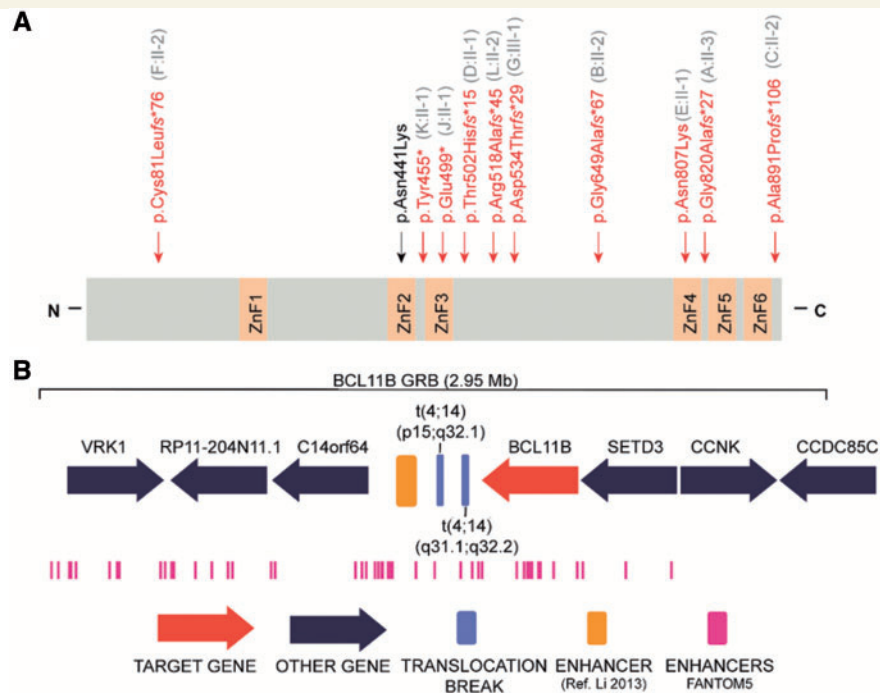 A
p.Cys81Leufs*76 (F:II-2)
p.Asn441Lys
p.Tyr455* (K:II-1)
p.Glu499* (J:II-1)
p.Thr502Hisfs*15 (D:II-1)
p.Arg518Alafs*45 (L:II-2)
p.Asp534Thrfs*29 (G:III-1)
p.Gly649Alafs*67 (B:II-2)
p.Asn807Lys (E:II-1)
p.Gly820Alafs*27 (A:II-3)
p.Ala891Profs*106 (C:II-2)
N
ZnF1
ZnF2
ZnF3
ZnF4
ZnF5
ZnF6
C
B
BCL11B GRB (2.95 Mb)
t(4;14)
(p15;q32.1)
VRK1 RP11-204N11.1 C14orf64 BCL11B SETD3 CCNK CCDC85C
t(4;14)
(q31.1;q32.2)
TARGET GENE OTHER GENE TRANSLOCATION ENHANCER ENHANCERS
BREAK (Ref. Li 2013) FANTOM5